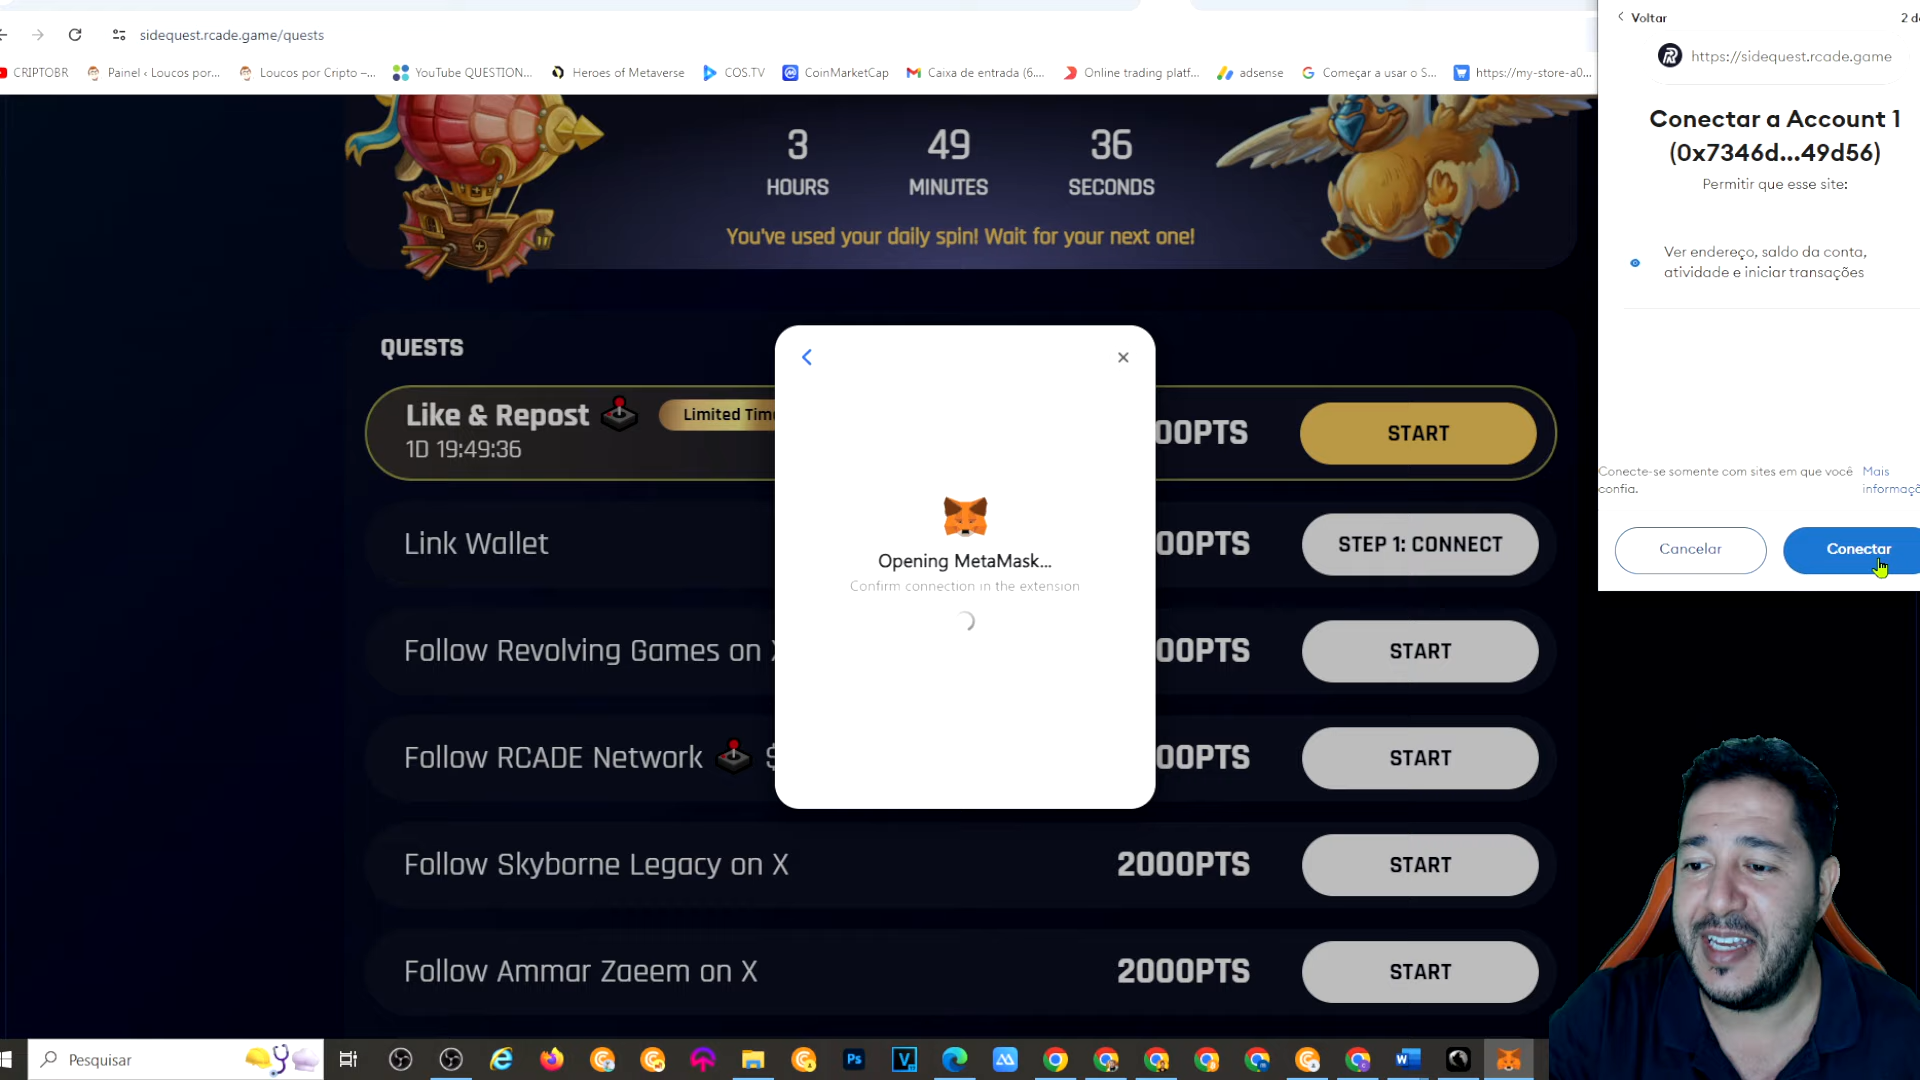 sidequest.rcade.game/quests
CRIPTOBR
Painel ‹ Loucos por...
Loucos por Cripto –...
YouTube QUESTION...
Heroes of Metaverse
COS.TV
CoinMarketCap
Caixa de entrada (6....
Online trading platf...
adsense
Começar a usar o S...
https://my-store-a0...
3
HOURS
49
MINUTES
36
SECONDS
You've used your daily spin! Wait for your next one!
QUESTS
Like & Repost
Limited Tim
1D 19:49:36
00PTS
START
Link Wallet
00PTS
STEP 1: CONNECT
Follow Revolving Games on X
00PTS
START
Follow RCADE Network
$
00PTS
START
Follow Skyborne Legacy on X
2000PTS
START
Follow Ammar Zaeem on X
2000PTS
START
Opening MetaMask...
Confirm connection in the extension
Voltar
2 de
https://sidequest.rcade.game
Conectar a Account 1
(0x7346d...49d56)
Permitir que esse site:
Ver endereço, saldo da conta,
atividade e iniciar transações
Conecte-se somente com sites em que você
confia.
Mais
informaçõ
Cancelar
Conectar
Pesquisar
Ps
V